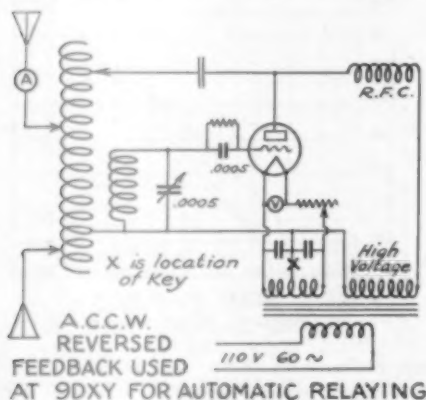 A
R.F.C.
.0005
V
.0005
X is location
of Key
X
High
Voltage
A.C.C.W.
REVERSED
110 V 60 ~
FEEDBACK USED
AT 9DXY FOR AUTOMATIC RELAYING